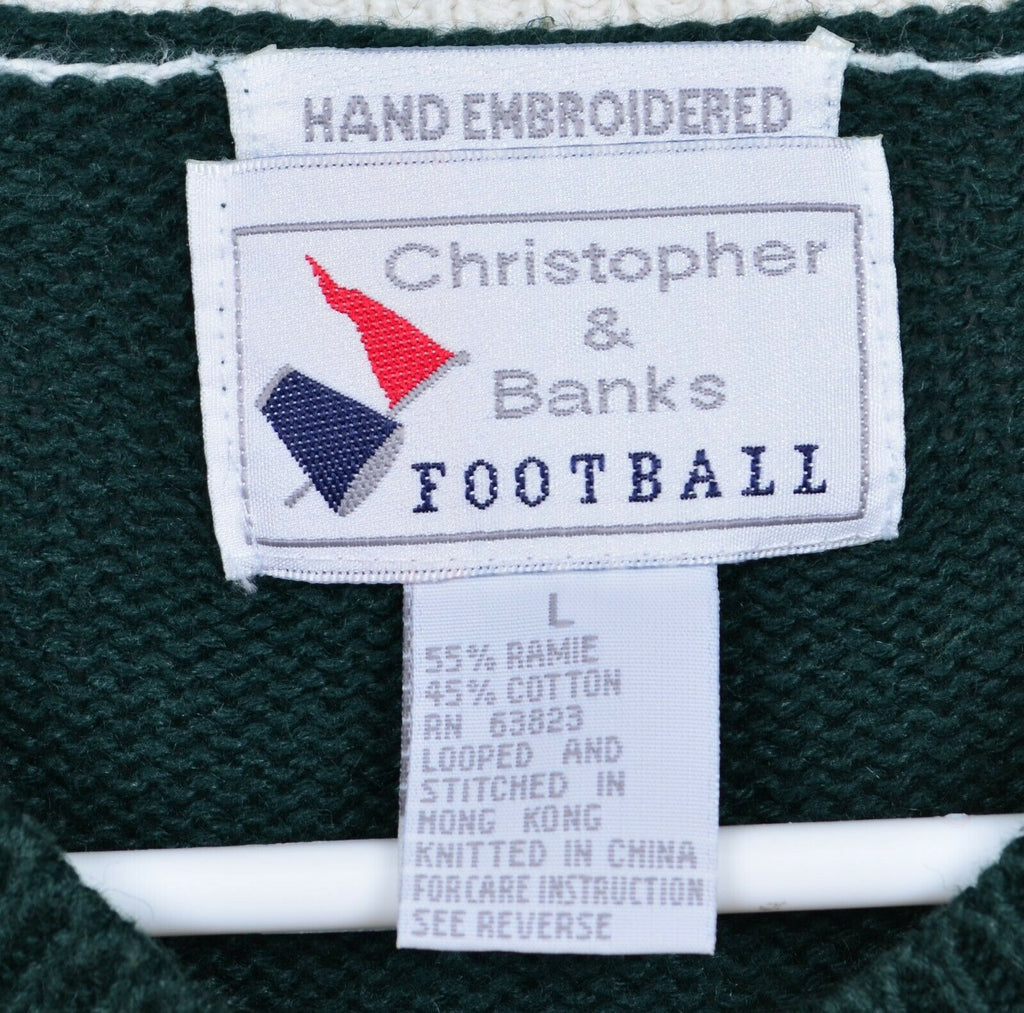 HAND EMBROIDERED
Christopher
&
Banks
FOOTBALL
L
55% RAMIE
45% COTTON
RN 63823
LOOPED AND
STITCHED IN
HONG KONG
KNITTED IN CHINA
FOR CARE INSTRUCTION
SEE REVERSE